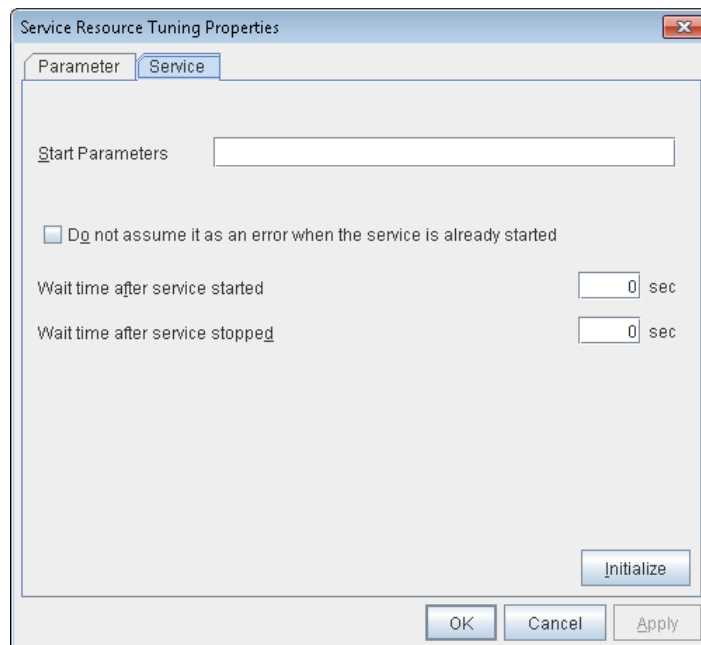 Service Resource Tuning Properties
Parameter Service
Start Parameters
Do not assume it as an error when the service is already started
Wait time after service started 0 sec
Wait time after service stopped 0 sec
Initialize
OK Cancel Apply